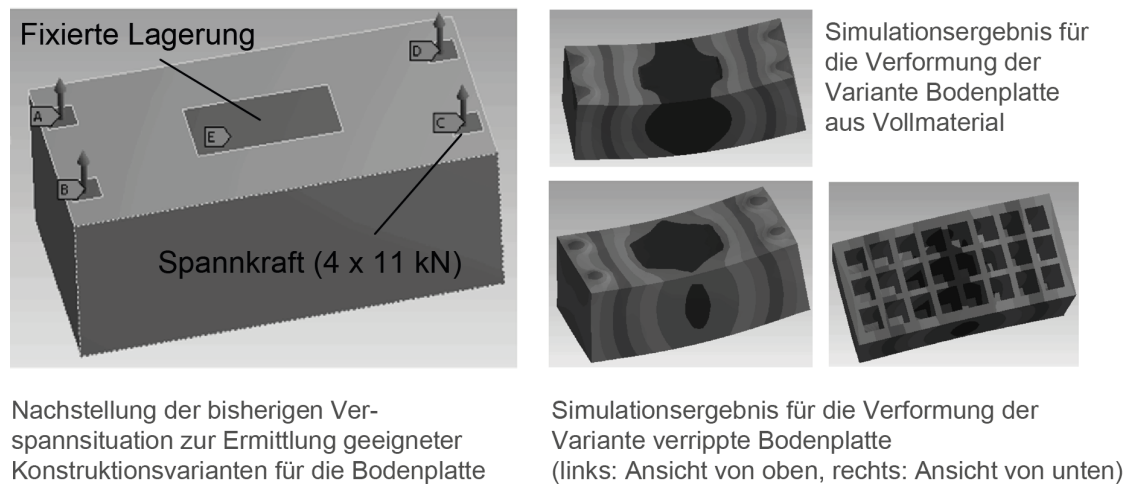 Fixierte Lagerung
A
B
C
D
E
Spannkraft (4 x 11 kN)
Simulationsergebnis für
die Verformung der
Variante Bodenplatte
aus Vollmaterial
Nachstellung der bisherigen Ver-
spannsituation zur Ermittlung geeigneter
Konstruktionsvarianten für die Bodenplatte
Simulationsergebnis für die Verformung der
Variante verrippte Bodenplatte
(links: Ansicht von oben, rechts: Ansicht von unten)